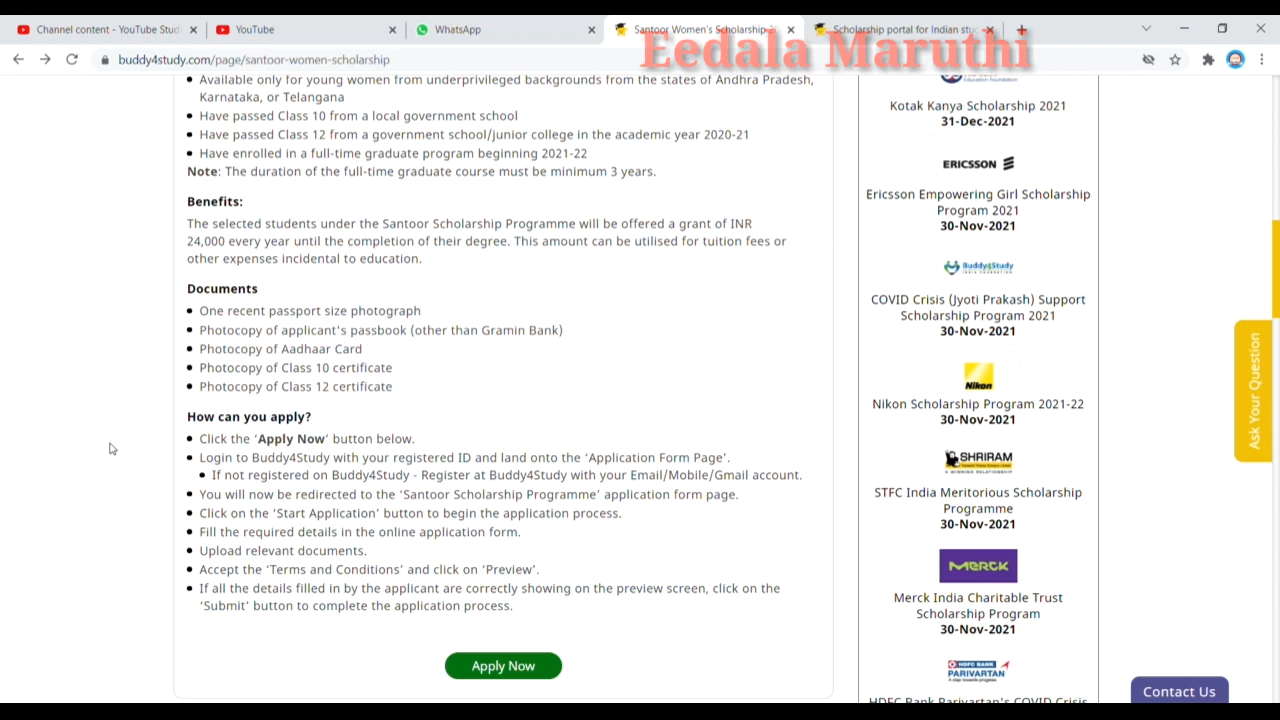 Channel content - YouTube Stud
YouTube
WhatsApp
Santoor Women's Scholarship 20
Scholarship portal for Indian stu
Eedala Maruthi
buddy4study.com/page/santoor-women-scholarship
Available only for young women from underprivileged backgrounds from the states of Andhra Pradesh,
Karnataka, or Telangana
Have passed Class 10 from a local government school
Have passed Class 12 from a government school/junior college in the academic year 2020-21
Have enrolled in a full-time graduate program beginning 2021-22
Note: The duration of the full-time graduate course must be minimum 3 years.
Benefits:
The selected students under the Santoor Scholarship Programme will be offered a grant of INR
24,000 every year until the completion of their degree. This amount can be utilised for tuition fees or
other expenses incidental to education.
Documents
One recent passport size photograph
Photocopy of applicant's passbook (other than Gramin Bank)
Photocopy of Aadhaar Card
Photocopy of Class 10 certificate
Photocopy of Class 12 certificate
How can you apply?
Click the ‘Apply Now’ button below.
Login to Buddy4Study with your registered ID and land onto the ‘Application Form Page’.
If not registered on Buddy4Study - Register at Buddy4Study with your Email/Mobile/Gmail account.
You will now be redirected to the ‘Santoor Scholarship Programme’ application form page.
Click on the ‘Start Application’ button to begin the application process.
Fill the required details in the online application form.
Upload relevant documents.
Accept the ‘Terms and Conditions’ and click on ‘Preview’.
If all the details filled in by the applicant are correctly showing on the preview screen, click on the
‘Submit’ button to complete the application process.
Apply Now
Education Foundation
Kotak Kanya Scholarship 2021
31-Dec-2021
ERICSSON
Ericsson Empowering Girl Scholarship
Program 2021
30-Nov-2021
Buddy4Study
COVID Crisis (Jyoti Prakash) Support
Scholarship Program 2021
30-Nov-2021
Nikon
Nikon Scholarship Program 2021-22
30-Nov-2021
SHRIRAM
A WINNING RELATIONSHIP
STFC India Meritorious Scholarship
Programme
30-Nov-2021
MERCK
Merck India Charitable Trust
Scholarship Program
30-Nov-2021
HDFC BANK
PARIVARTAN
A step towards progress
HDFC Bank Parivartan's COVID Crisis
Ask Your Question
Contact Us